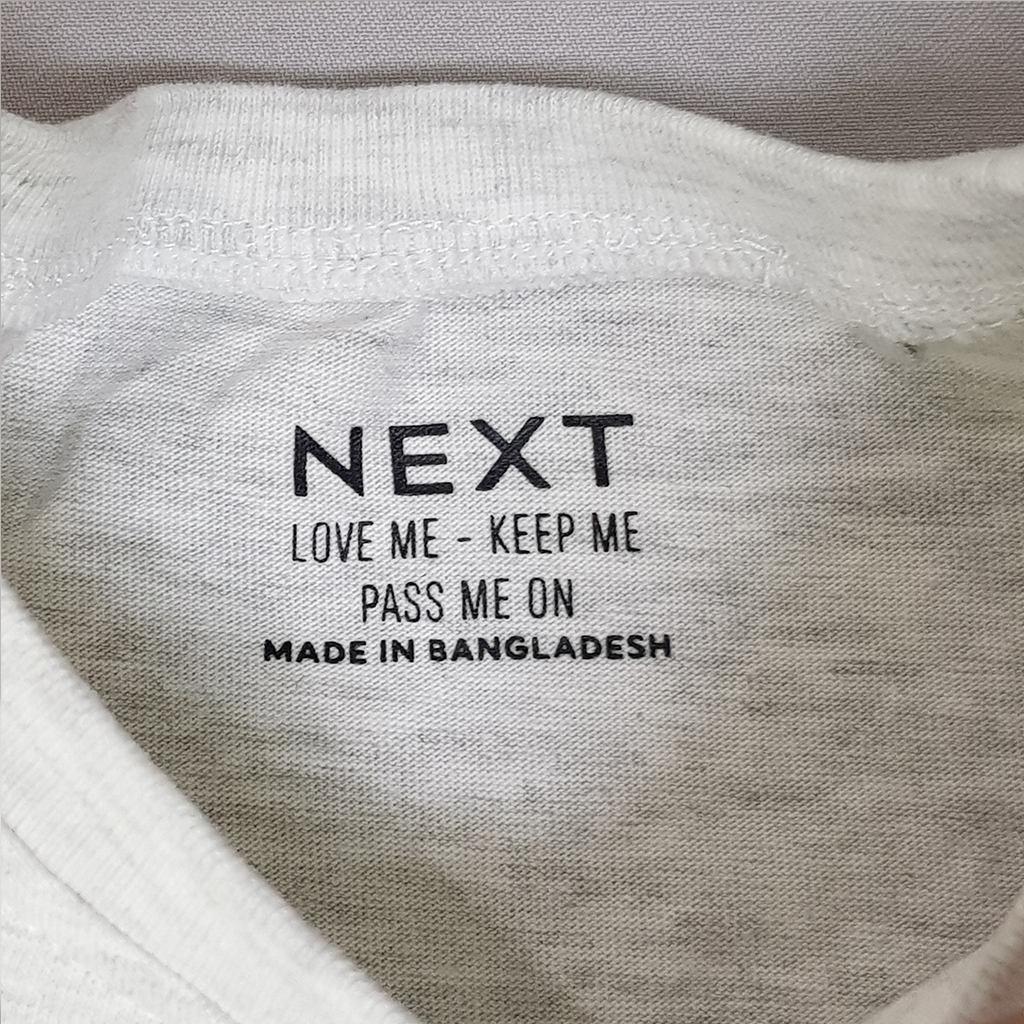 NEXT
LOVE ME - KEEP ME
PASS ME ON
MADE IN BANGLADESH